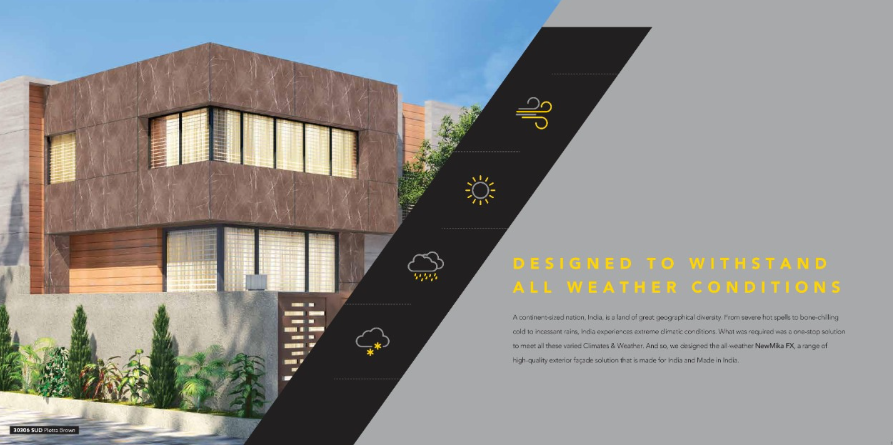 DESIGNED TO WITHSTAND
ALL WEATHER CONDITIONS
A continent-sized nation, India, is a land of great geographical diversity. From severe hot spells to bone-chilling
cold to incessant rains, India experiences extreme climatic conditions. What was required was a one-stop solution
to meet all these varied Climates & Weather. And so, we designed the all-weather NewMika FX, a range of
high-quality exterior façade solution that is made for India and Made in India.
30306 SUD Pietra Brown